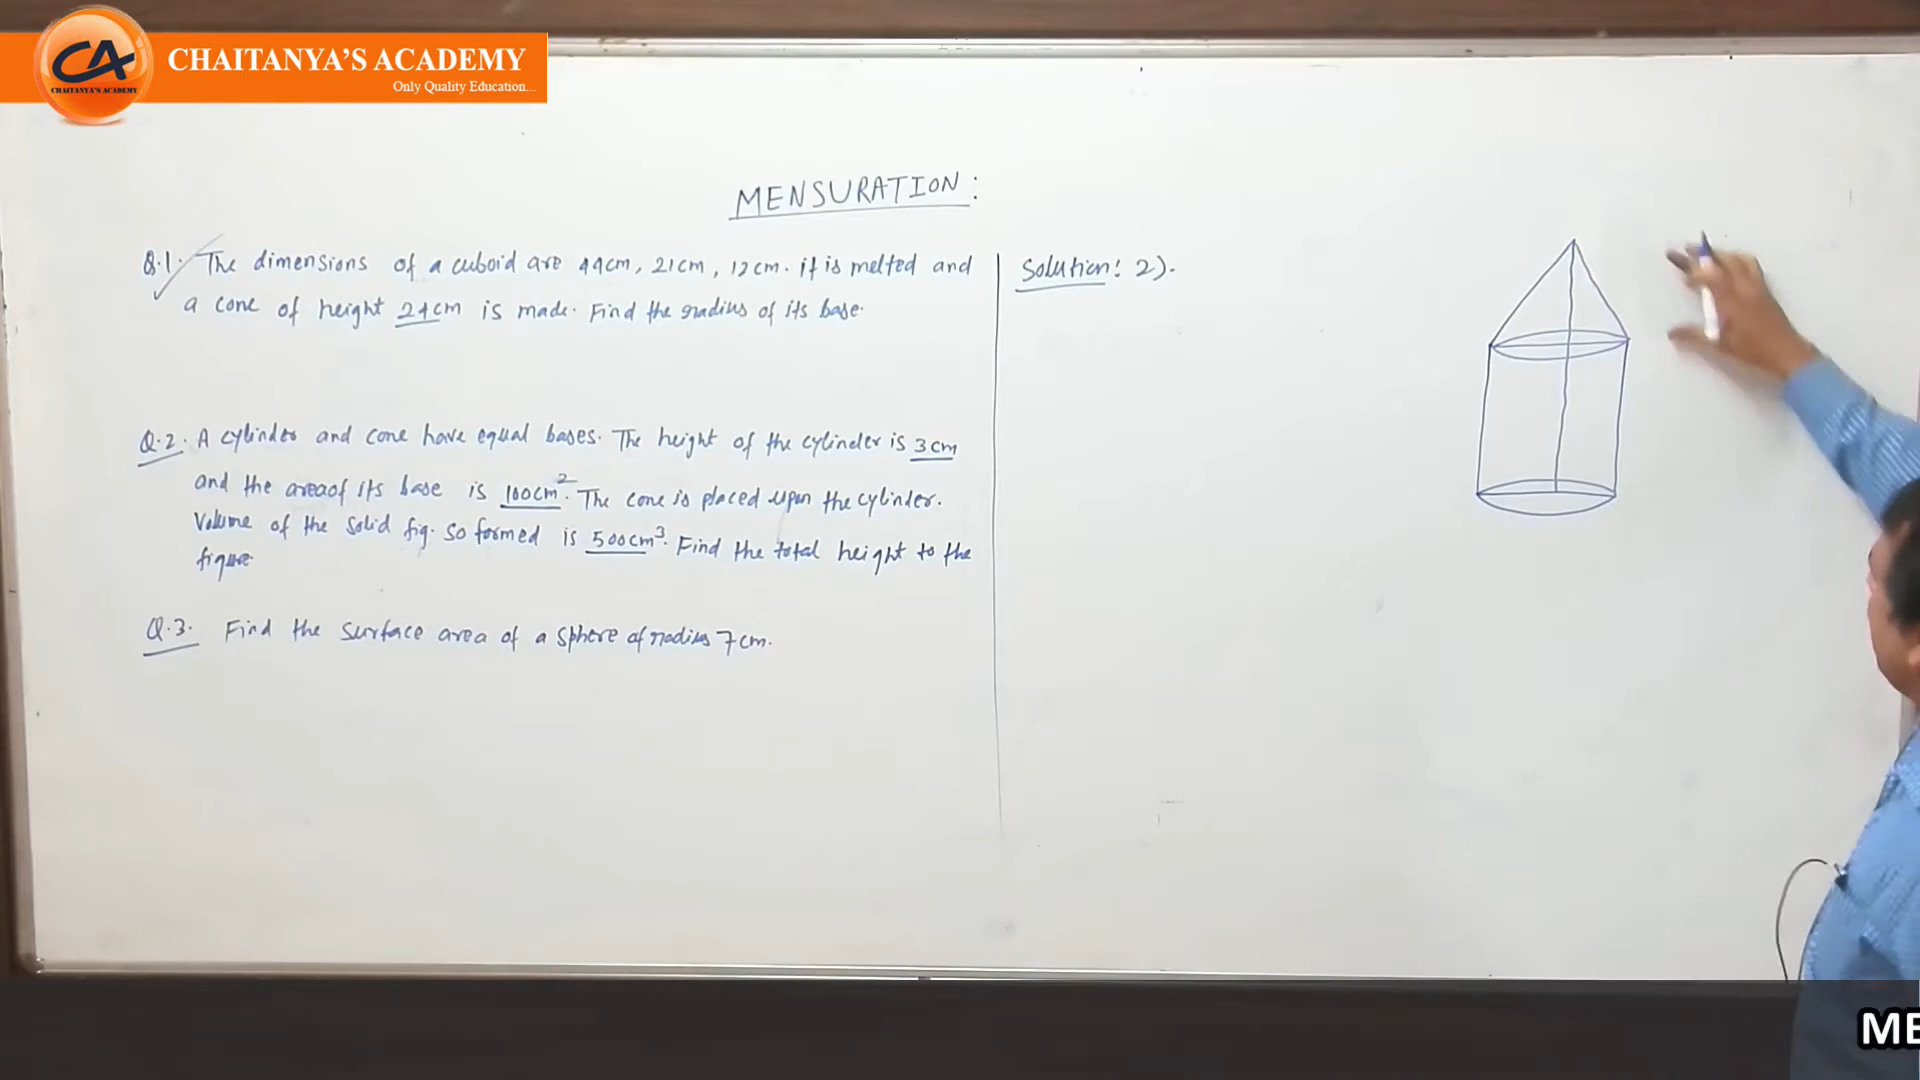 CA
CHAITANYA'S ACADEMY
CHAITANYA'S ACADEMY
Only Quality Education...
MENSURATION:
Q.1. The dimensions of a cuboid are 44cm, 21cm, 12cm. it is melted and
a cone of height 24cm is made. Find the radius of its base.
Q.2. A cylinder and cone have equal bases. The height of the cylinder is 3cm
and the area of its base is 100cm². The cone is placed upon the cylinder.
Volume of the solid fig. so formed is 500cm³. Find the total height to the
figure
Q.3. Find the surface area of a sphere of radius 7cm.
Solution: 2).
ME